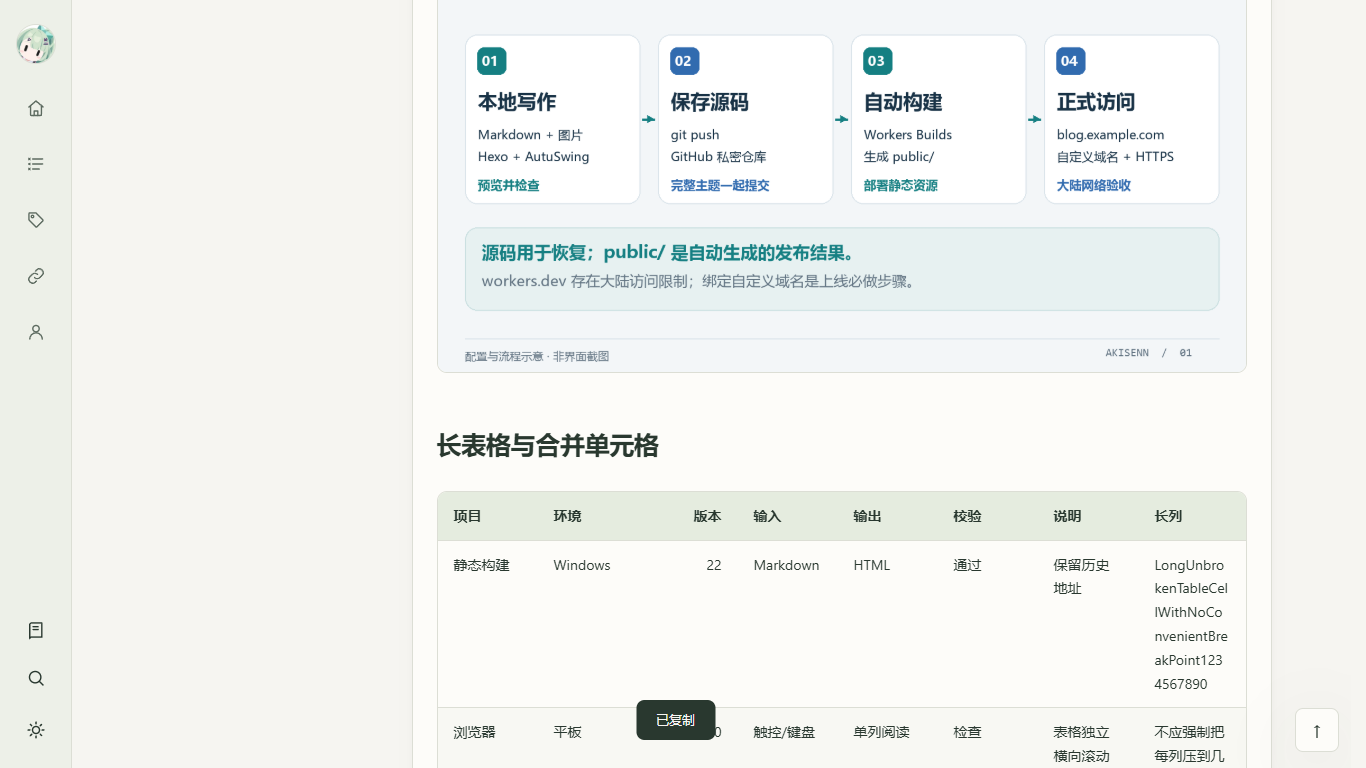 01
本地写作
Markdown + 图片
Hexo + AutuSwing
预览并检查
02
保存源码
git push
GitHub 私密仓库
完整主题一起提交
03
自动构建
Workers Builds
生成 public/
部署静态资源
04
正式访问
blog.example.com
自定义域名 + HTTPS
大陆网络验收
源码用于恢复；public/ 是自动生成的发布结果。
workers.dev 存在大陆访问限制；绑定自定义域名是上线必做步骤。
配置与流程示意 · 非界面截图
AKISENN / 01
长表格与合并单元格
项目 环境 版本 输入 输出 校验 说明 长列
静态构建 Windows 22 Markdown HTML 通过 保留历史 LongUnbro
地址 kenTableCel
lWithNoCo
nvenientBre
akPoint123
4567890
浏览器 平板 触控/键盘 单列阅读 检查 表格独立 不应强制把
横向滚动 每列压到几
已复制
↑